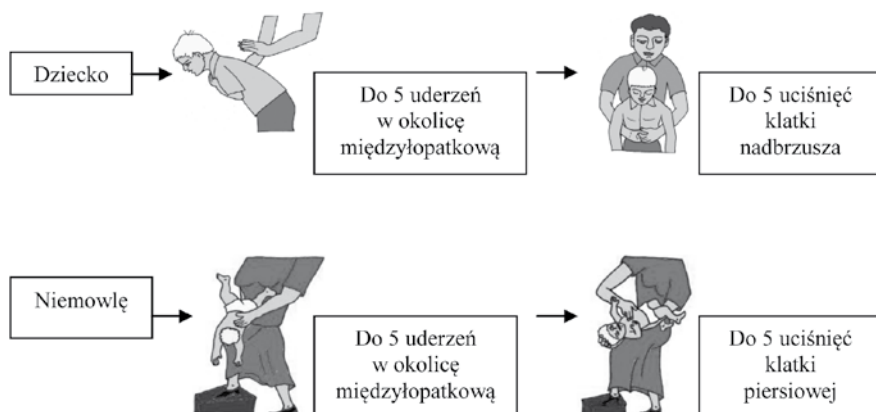 Dziecko
Do 5 uderzeń
w okolicę
międzyłopatkową
Do 5 uciśnięć
klatki
nadbrzusza
Niemowlę
Do 5 uderzeń
w okolicę
międzyłopatkową
Do 5 uciśnięć
klatki
piersiowej